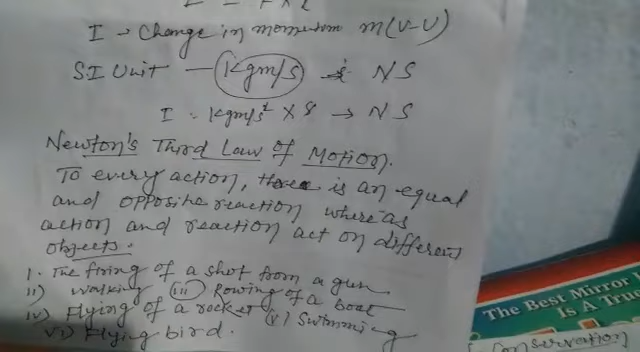 I → Change in momentum m(v-u)
S.I Unit — Kgm/s & NS
I = Kgm/s² × s → NS
Newton's Third Law of Motion.
To every action, there is an equal
and opposite reaction where as
action and reaction act on different
objects.
1. The firing of a shot from a gun
ii) walking (iii) Rowing of a boat
iv) Flying of a rocket (v) Swimming
vi) Flying bird.
The Best Mirror
Is A True
Conservation